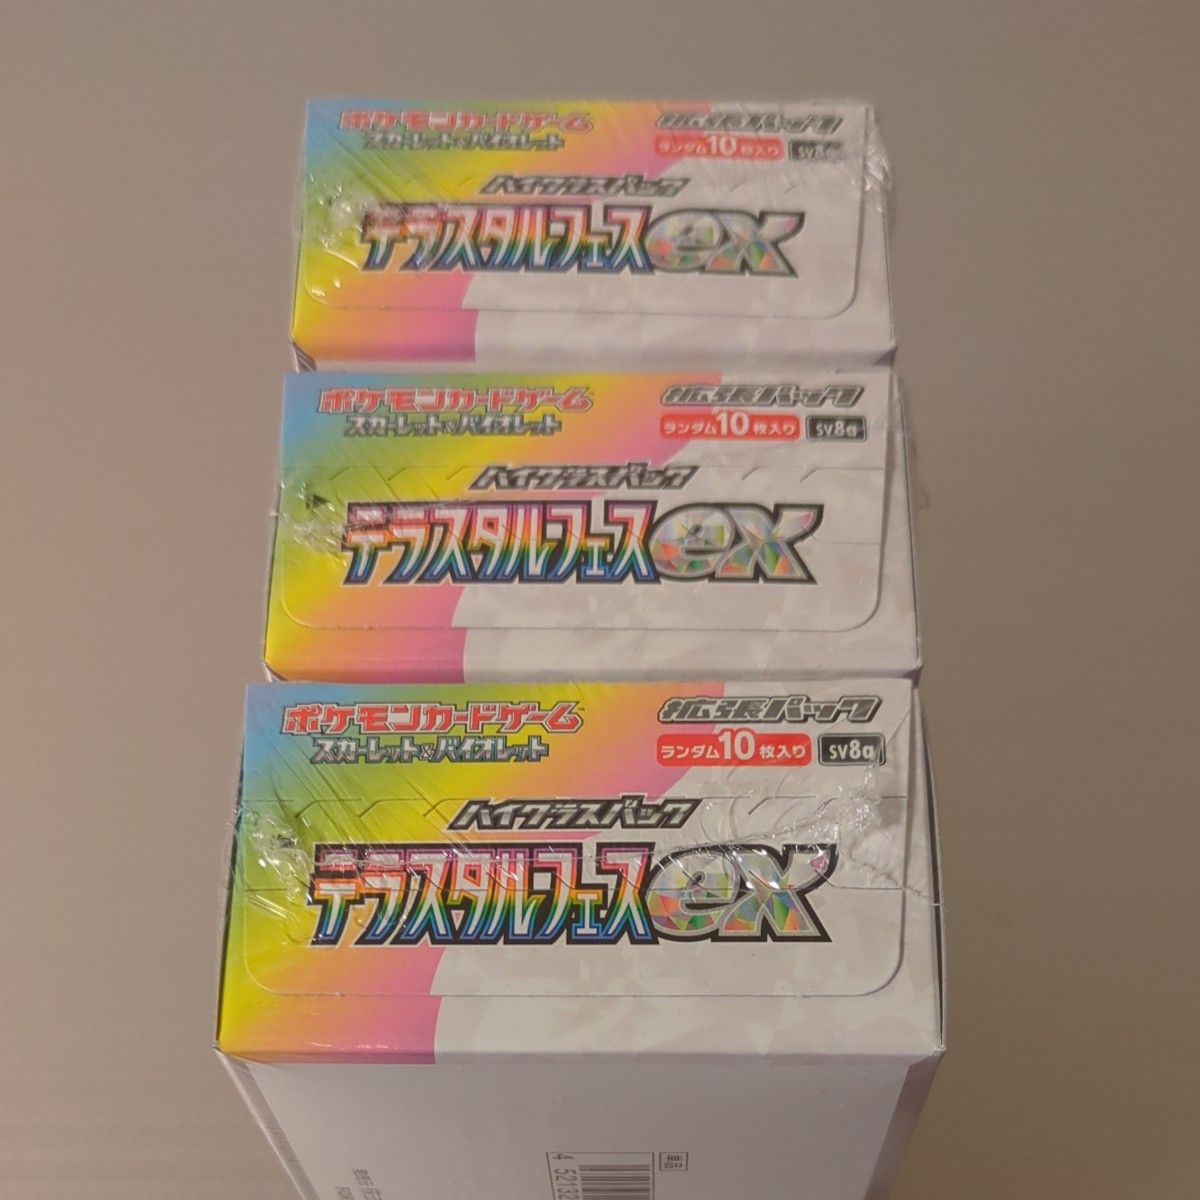 ポケモンカードゲーム
スカーレット&バイオレット
拡張パック
ランダム10枚入り SV8a
ハイクラスパック
テラスタルフェスex
ポケモンカードゲーム
スカーレット&バイオレット
拡張パック
ランダム10枚入り SV8a
ハイクラスパック
テラスタルフェスex
ポケモンカードゲーム™
スカーレット&バイオレット
拡張パック
ランダム10枚入り SV8a
ハイクラスパック
テラスタルフェスex
4 52132